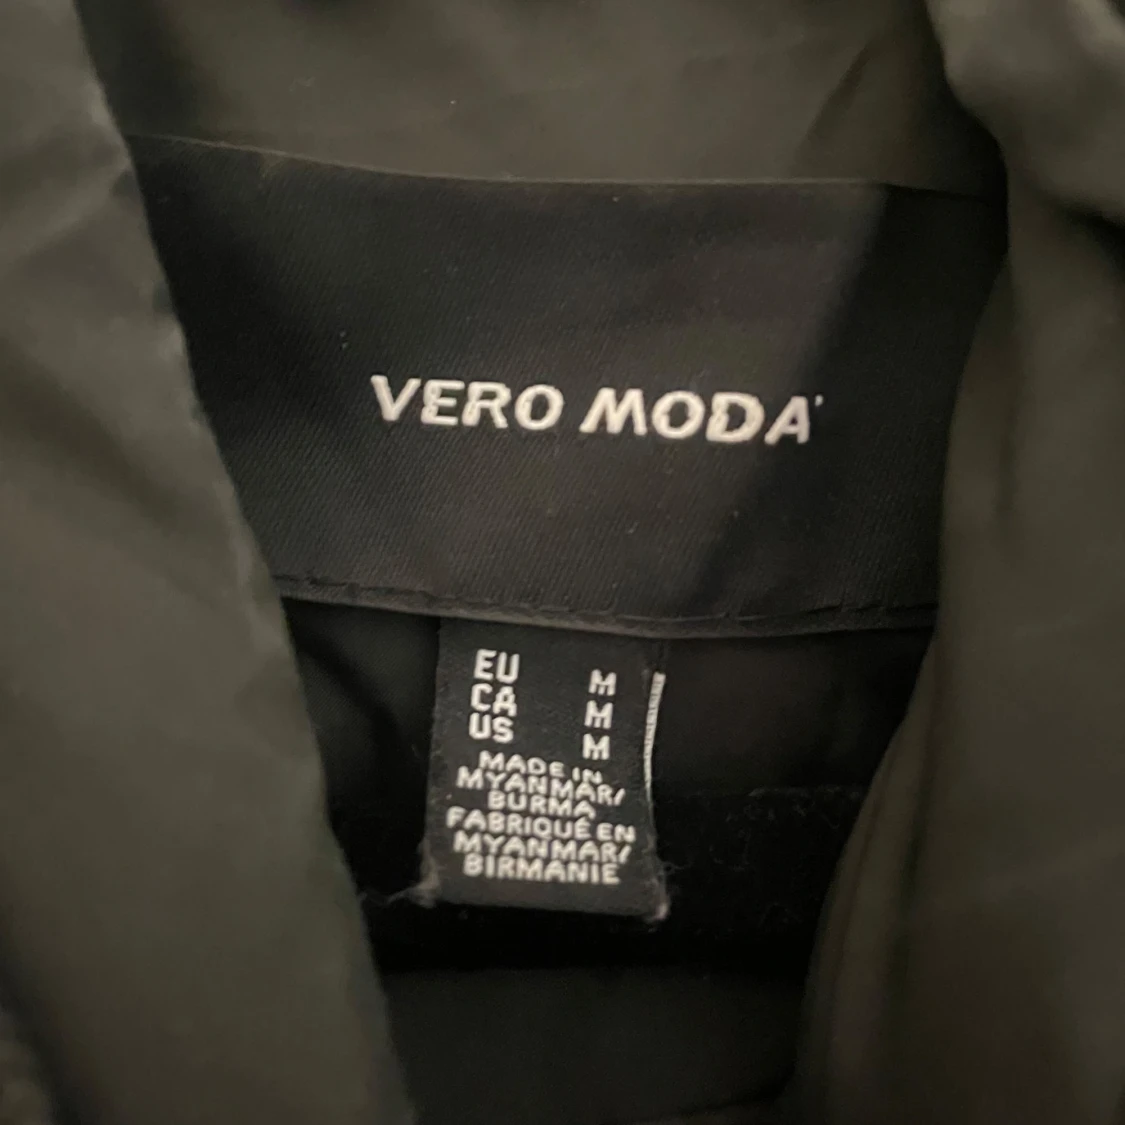 VERO MODA
EU M
CA M
US M
MADE IN
MYANMAR/
BURMA
FABRIQUÉ EN
MYANMAR/
BIRMANIE